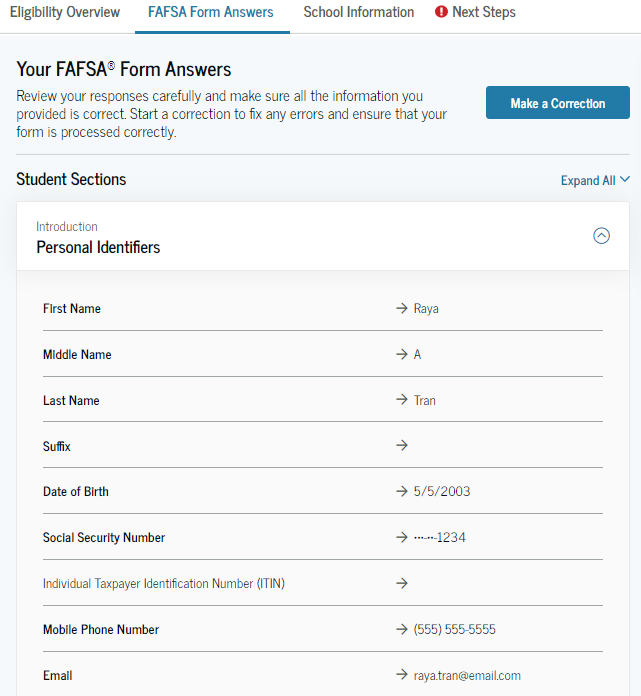 Eligibility Overview FAFSA Form Answers School Information Next Steps
Your FAFSA® Form Answers
Review your responses carefully and make sure all the information you
provided is correct. Start a correction to fix any errors and ensure that your
form is processed correctly.
Make a Correction
Student Sections
Expand All
Introduction
Personal Identifiers
First Name → Raya
Middle Name → A
Last Name → Tran
Suffix →
Date of Birth → 5/5/2003
Social Security Number → •••-••-1234
Individual Taxpayer Identification Number (ITIN) →
Mobile Phone Number → (555) 555-5555
Email → raya.tran@email.com